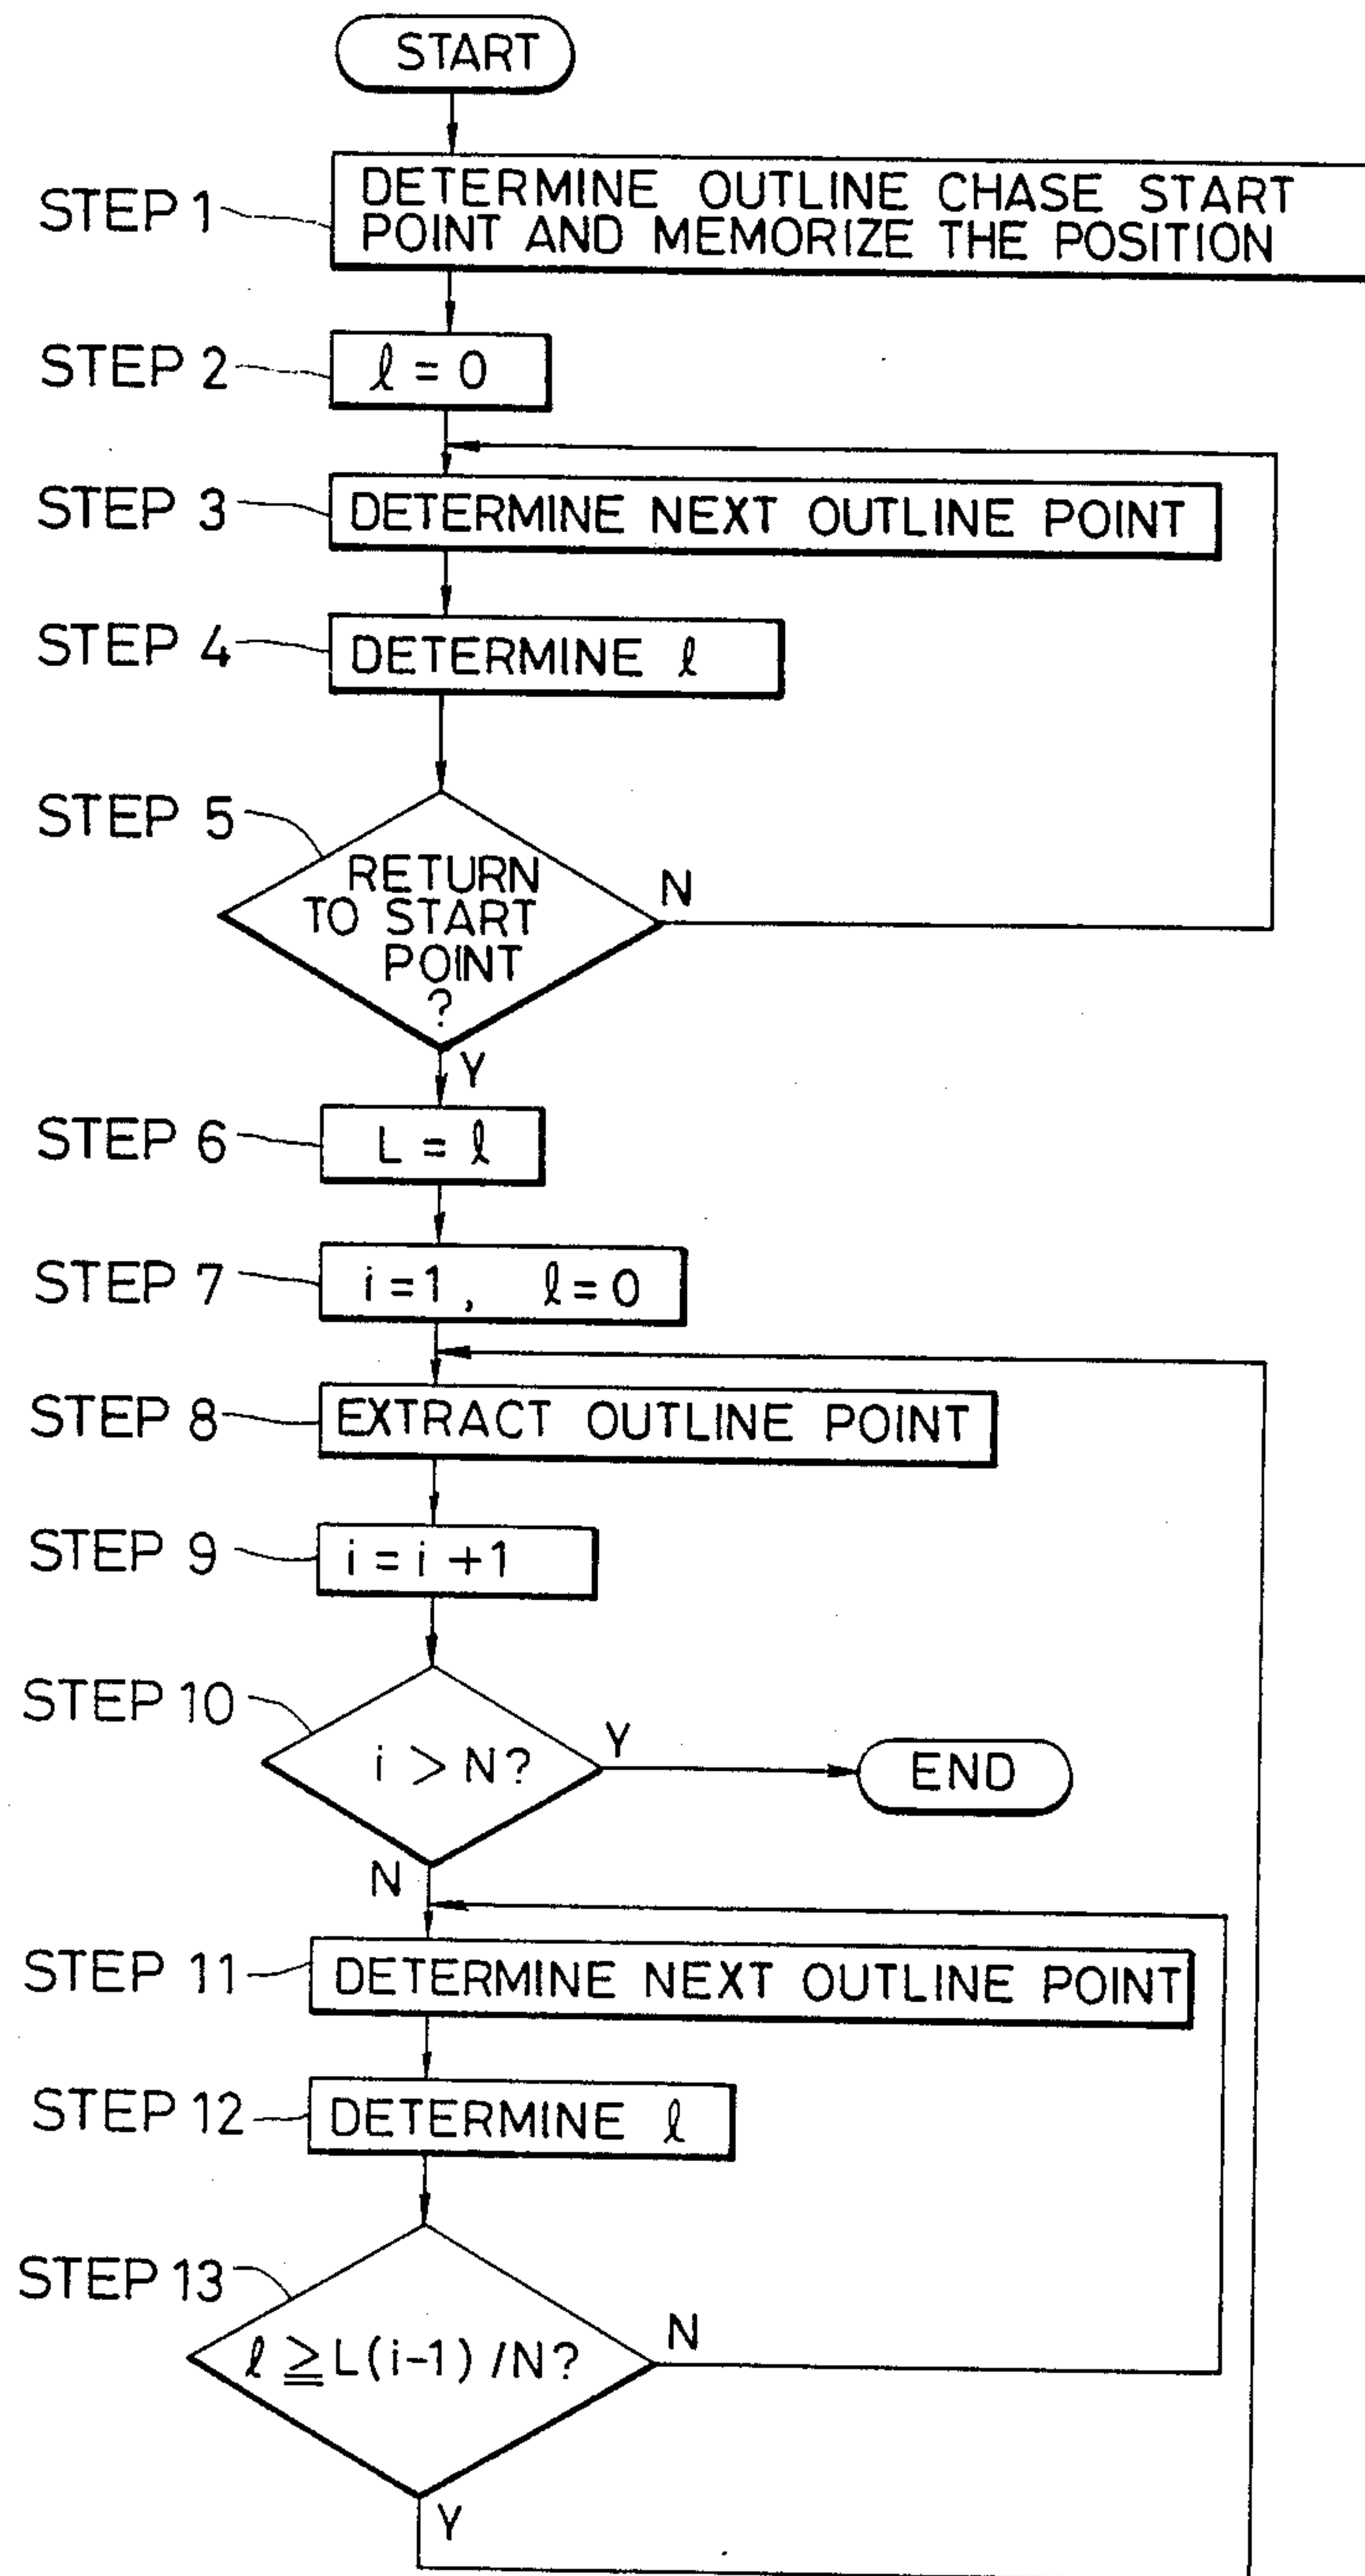 START
STEP 1
DETERMINE OUTLINE CHASE START
POINT AND MEMORIZE THE POSITION
STEP 2
ℓ = 0
STEP 3
DETERMINE NEXT OUTLINE POINT
STEP 4
DETERMINE ℓ
STEP 5
RETURN
TO START
POINT
?
N
Y
STEP 6
L = ℓ
STEP 7
i = 1, ℓ = 0
STEP 8
EXTRACT OUTLINE POINT
STEP 9
i = i + 1
STEP 10
i > N?
Y
END
N
STEP 11
DETERMINE NEXT OUTLINE POINT
STEP 12
DETERMINE ℓ
STEP 13
ℓ ≧ L(i-1)/N?
N
Y